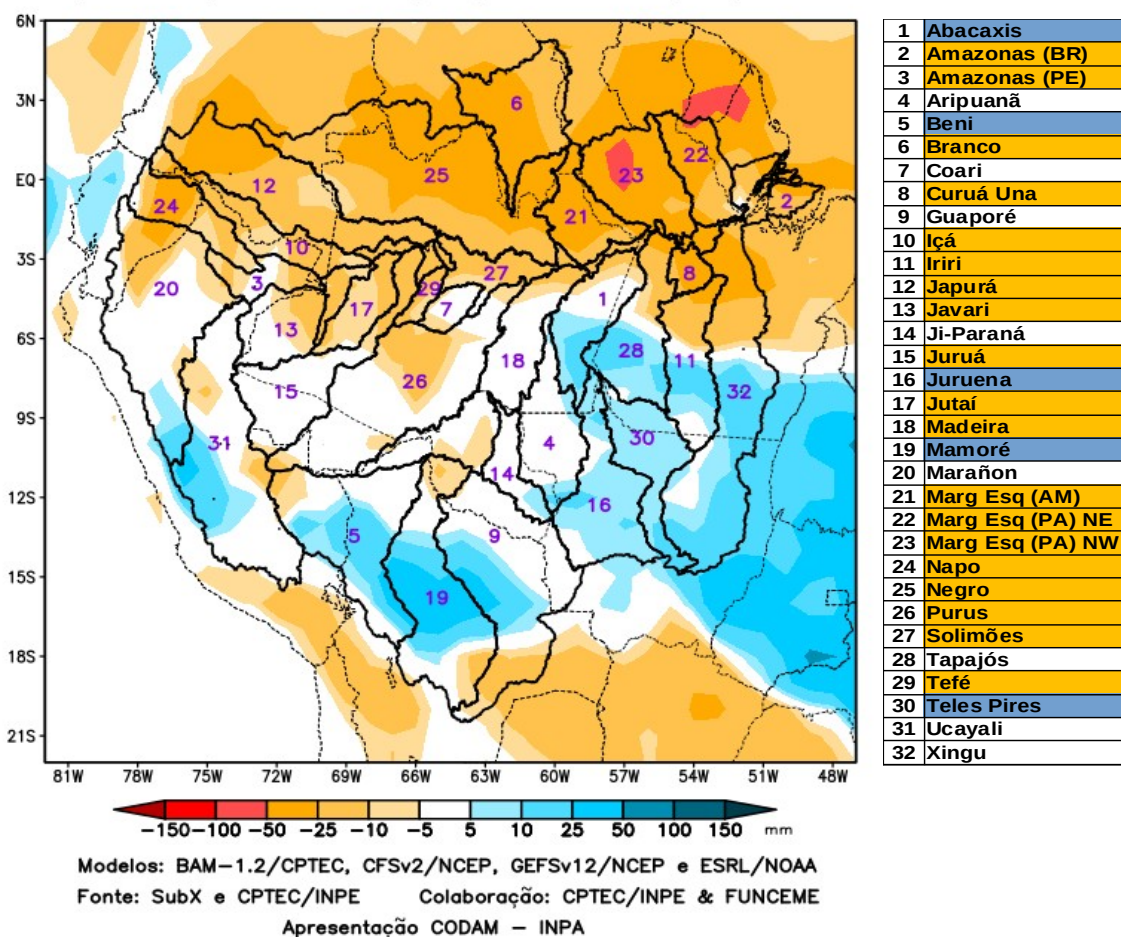 6N
3N
EQ
3S
6S
9S
12S
15S
18S
21S
81W 78W 75W 72W 69W 66W 63W 60W 57W 54W 51W 48W
6
22
25
23
12
2
24
21
10
27
8
3
29
20
1
17
7
13
28
18
11
26
15
32
30
31
4
14
16
5
9
19
1 Abacaxis
2 Amazonas (BR)
3 Amazonas (PE)
4 Aripuanã
5 Beni
6 Branco
7 Coari
8 Curuá Una
9 Guaporé
10 Içá
11 Iriri
12 Japurá
13 Javari
14 Ji-Paraná
15 Juruá
16 Juruena
17 Jutaí
18 Madeira
19 Mamoré
20 Marañon
21 Marg Esq (AM)
22 Marg Esq (PA) NE
23 Marg Esq (PA) NW
24 Napo
25 Negro
26 Purus
27 Solimões
28 Tapajós
29 Tefé
30 Teles Pires
31 Ucayali
32 Xingu
-150 -100 -50 -25 -10 -5 5 10 25 50 100 150 mm
Modelos: BAM-1.2/CPTEC, CFSv2/NCEP, GEFSv12/NCEP e ESRL/NOAA
Fonte: SubX e CPTEC/INPE Colaboração: CPTEC/INPE & FUNCEME
Apresentação CODAM - INPA